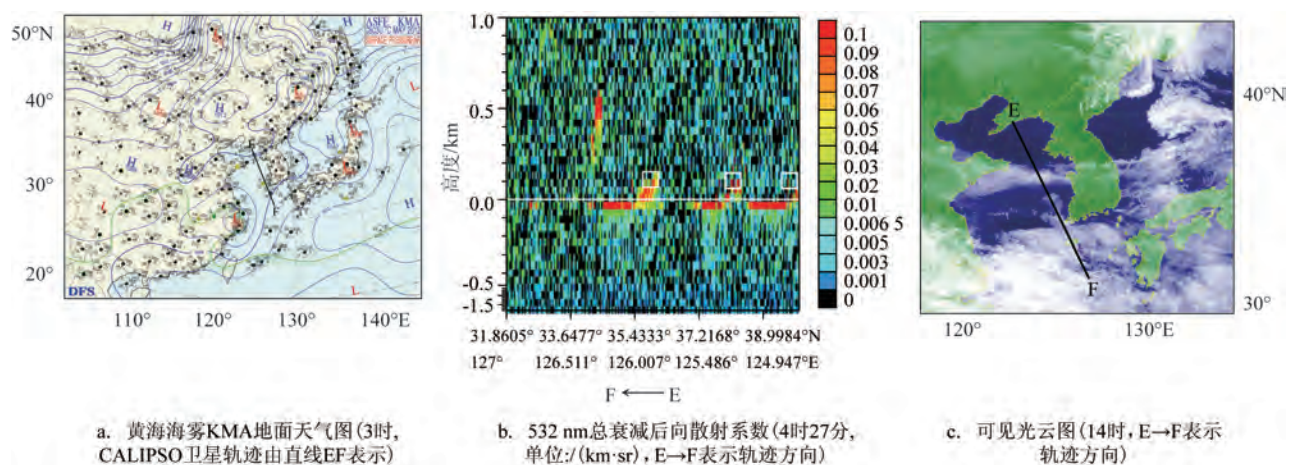 50°N
40°
30°
20°
110°
120°
130°
140°E
H
H
H
H
H
L
L
L
ASFE KMA
DFS
高度/km
1.0
0.5
0.0
-0.5
-1.5
0.1
0.09
0.08
0.07
0.06
0.05
0.04
0.03
0.02
0.01
0.006 5
0.005
0.003
0.001
0
31.8605° 33.6477° 35.4333° 37.2168° 38.9984°N
127° 126.511° 126.007° 125.486° 124.947°E
F ← E
E
F
40°N
30°
120°
130°E
a. 黄海海雾KMA地面天气图(3时,
CALIPSO卫星轨迹由直线EF表示)
b. 532 nm总衰减后向散射系数(4时27分,
单位:/(km·sr), E→F表示轨迹方向)
c. 可见光云图(14时, E→F表示
轨迹方向)